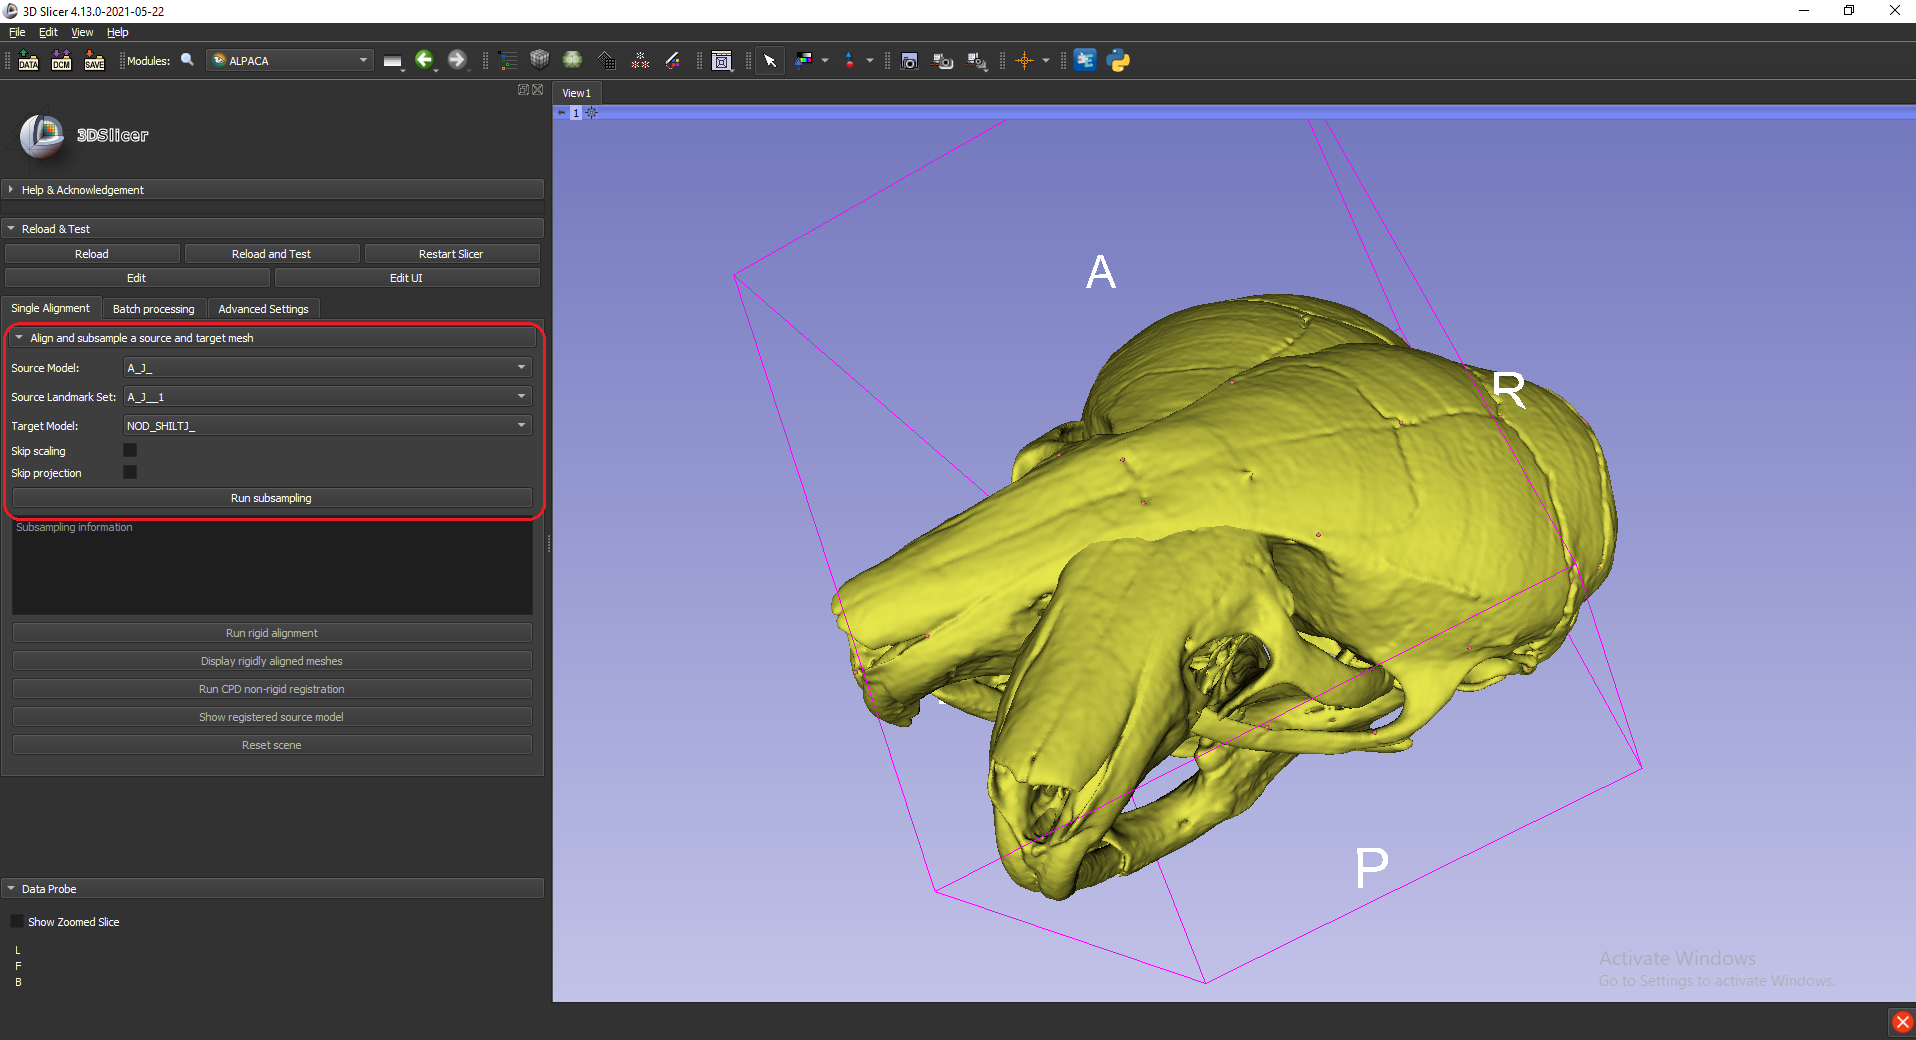 3D Slicer 4.13.0-2021-05-22
File Edit View Help
DATA DCM SAVE Modules: ALPACA
View1
1
3DSlicer
Help & Acknowledgement
Reload & Test
Reload Reload and Test Restart Slicer
Edit Edit UI
Single Alignment Batch processing Advanced Settings
Align and subsample a source and target mesh
Source Model: A_J_
Source Landmark Set: A_J__1
Target Model: NOD_SHILTJ_
Skip scaling
Skip projection
Run subsampling
Subsampling information
Run rigid alignment
Display rigidly aligned meshes
Run CPD non-rigid registration
Show registered source model
Reset scene
Data Probe
Show Zoomed Slice
L
F
B
A
R
P
Activate Windows
Go to Settings to activate Windows.